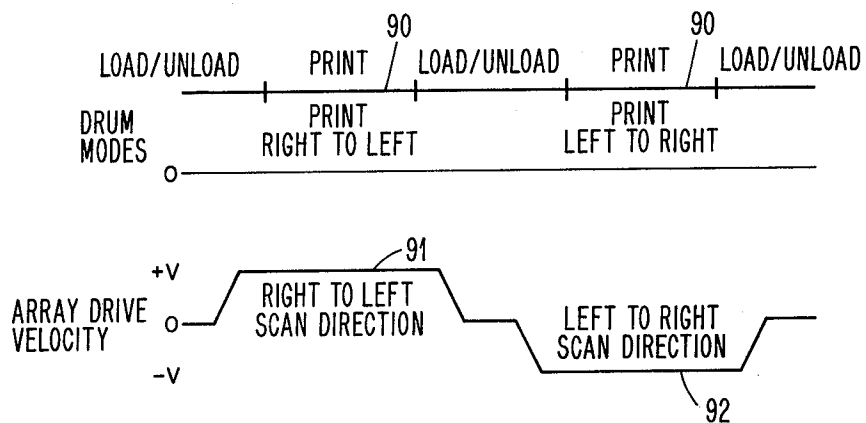 90 90
LOAD/UNLOAD PRINT LOAD/UNLOAD PRINT LOAD/UNLOAD
DRUM MODES
PRINT RIGHT TO LEFT
PRINT LEFT TO RIGHT
0
91
+V
ARRAY DRIVE VELOCITY
0
RIGHT TO LEFT SCAN DIRECTION
LEFT TO RIGHT SCAN DIRECTION
-V
92